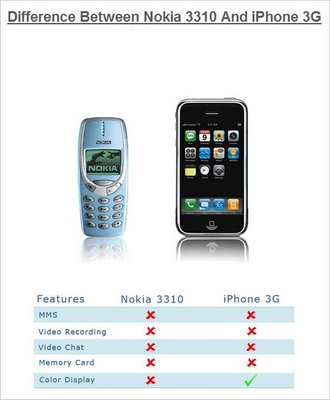 Difference Between Nokia 3310 And iPhone 3G
NOKIA
NOKIA
Features Nokia 3310 iPhone 3G
MMS
Video Recording
Video Chat
Memory Card
Color Display